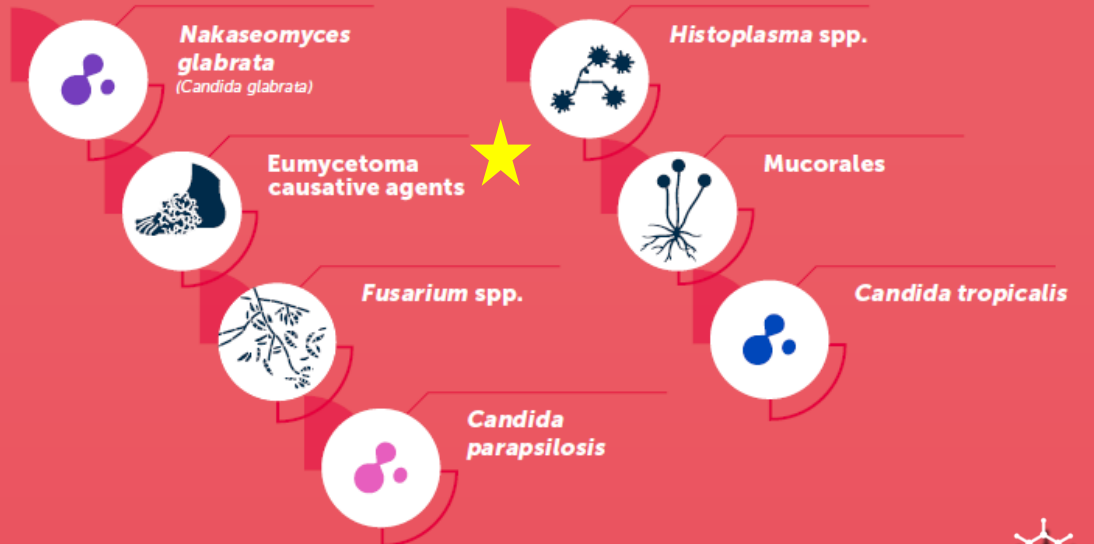 Nakaseomyces
glabrata
(Candida glabrata)
Eumycetoma
causative agents
Fusarium spp.
Candida
parapsilosis
Histoplasma spp.
Mucorales
Candida tropicalis